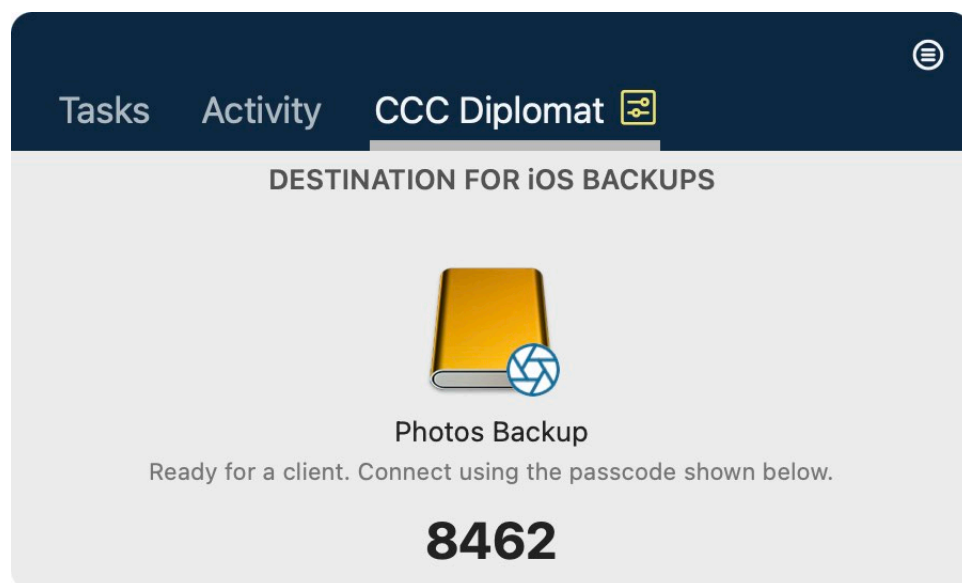 Tasks Activity CCC Diplomat
DESTINATION FOR iOS BACKUPS
Photos Backup
Ready for a client. Connect using the passcode shown below.
8462